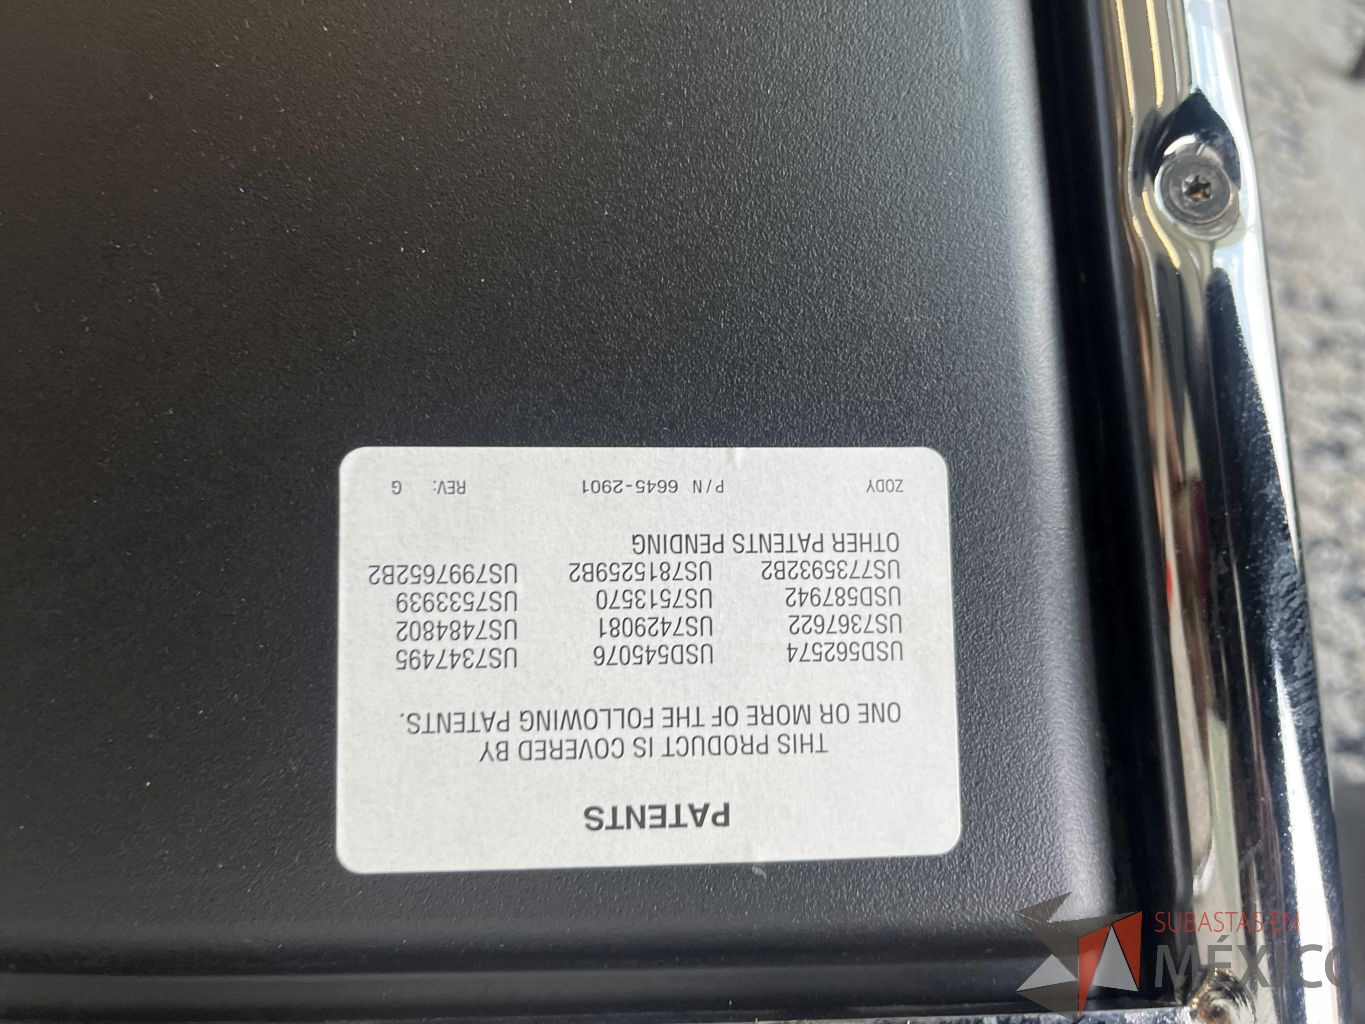 PATENTS
THIS PRODUCT IS COVERED BY
ONE OR MORE OF THE FOLLOWING PATENTS.
USD562574 USD545076 US7347495
US7367622 US7429081 US7484802
USD587942 US7513570 US7533939
US7735932B2 US7815259B2 US7997652B2
OTHER PATENTS PENDING
ZODY P/N 6645-2901 REV: G
SUBASTAS EN
MÉXICO